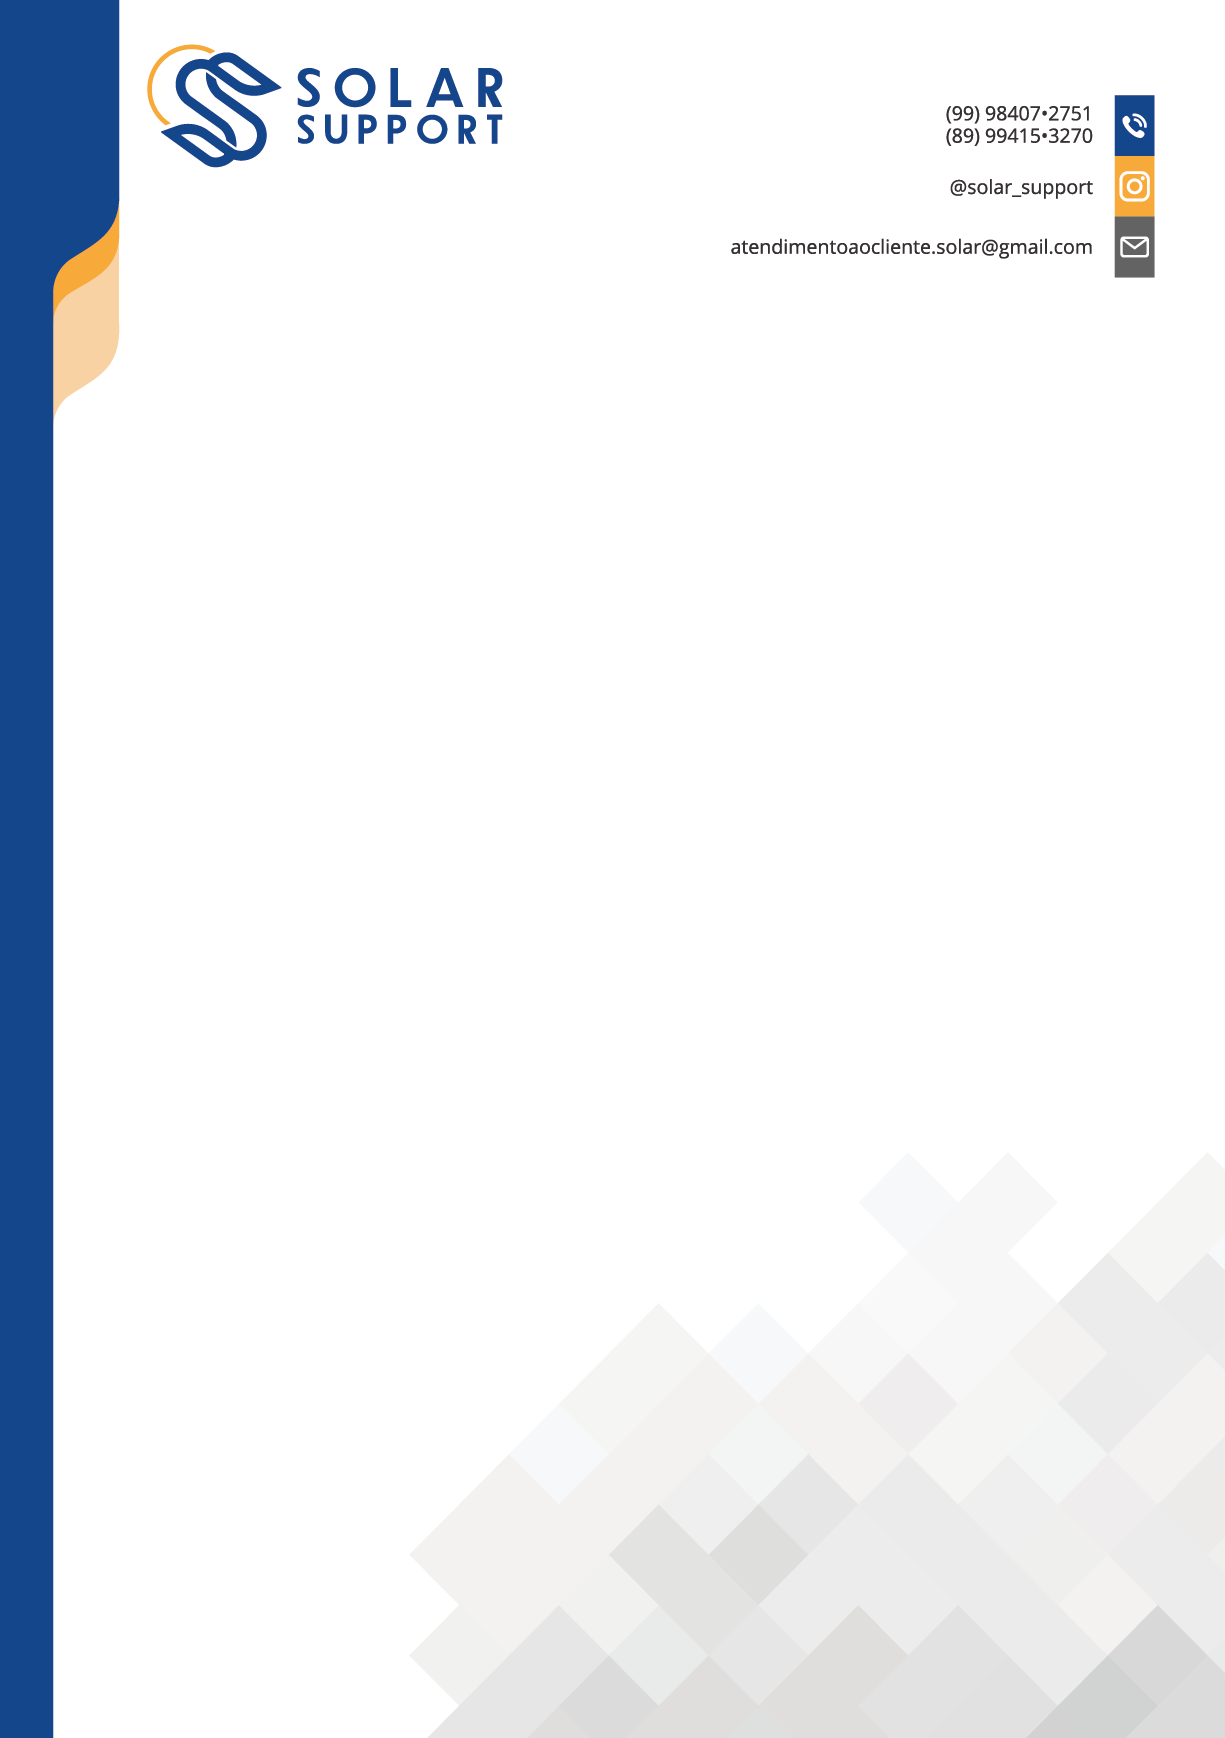 SOLAR
SUPPORT
(99) 98407•2751
(89) 99415•3270
@solar_support
atendimentoaocliente.solar@gmail.com